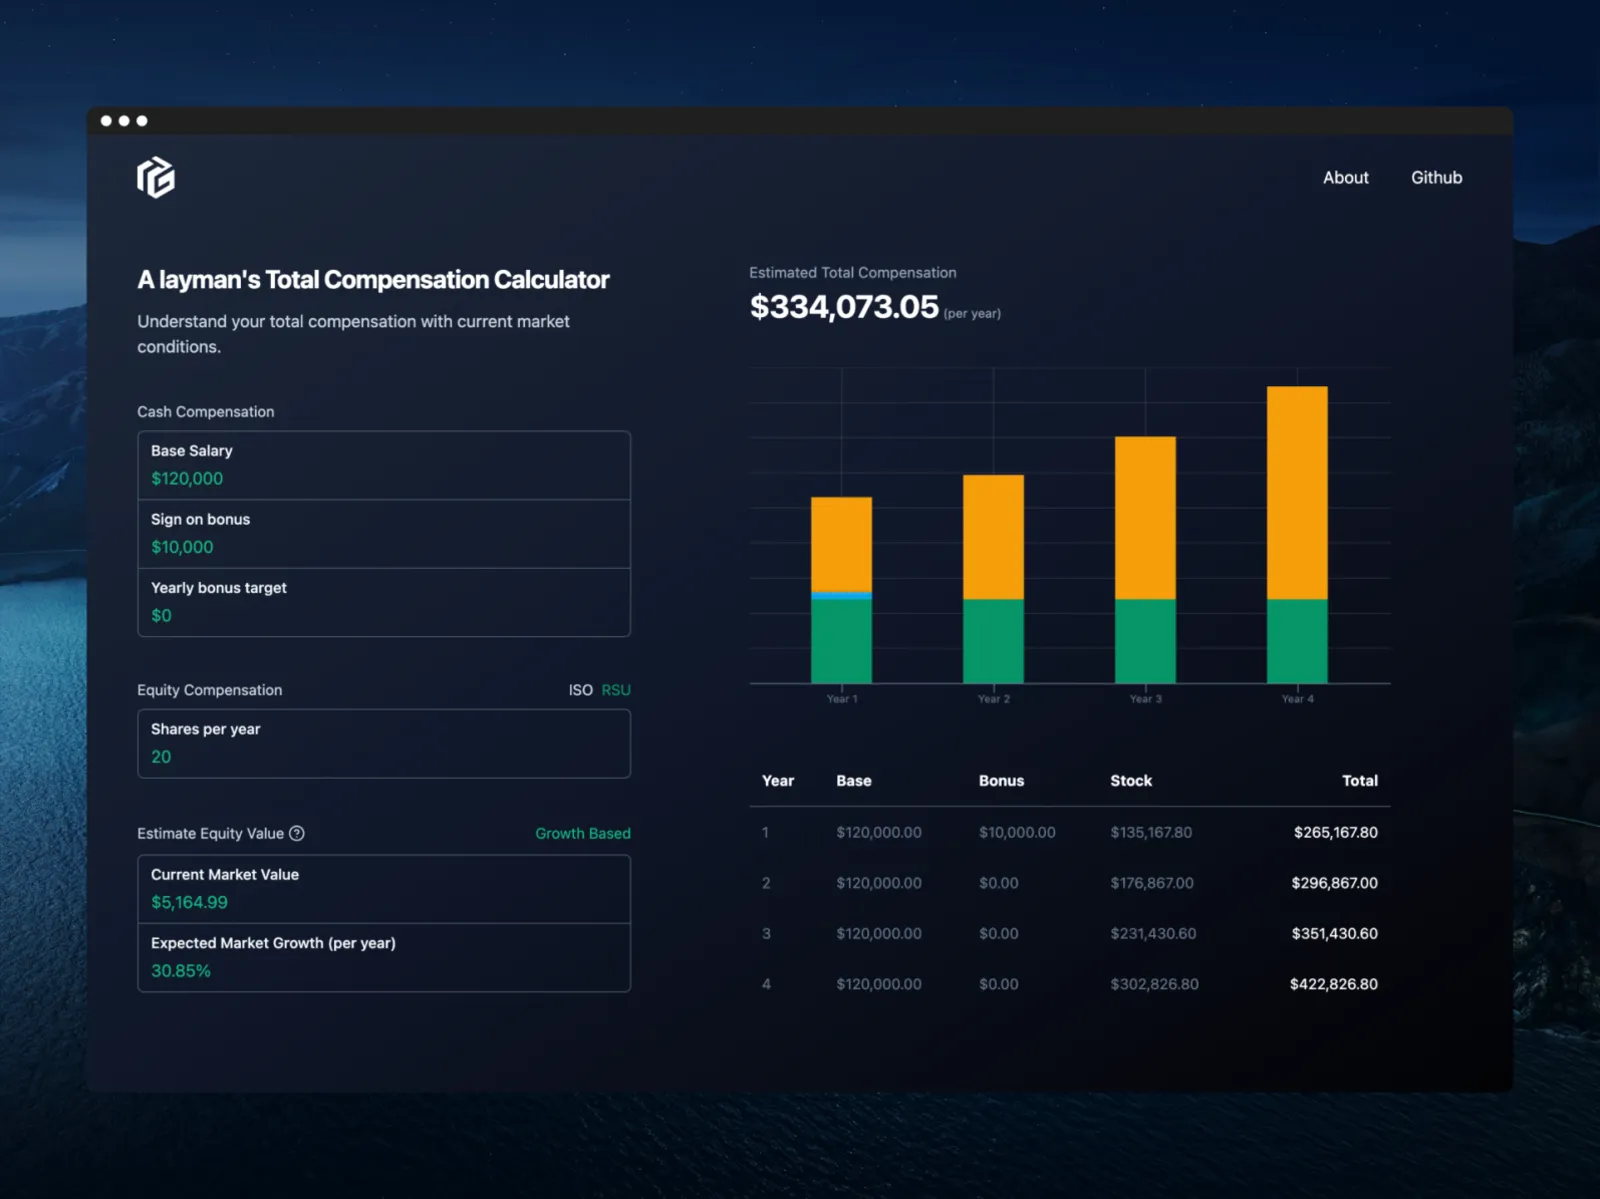 About
Github
A layman's Total Compensation Calculator
Understand your total compensation with current market
conditions.
Cash Compensation
Base Salary
$120,000
Sign on bonus
$10,000
Yearly bonus target
$0
Equity Compensation
ISO RSU
Shares per year
20
Estimate Equity Value ?
Growth Based
Current Market Value
$5,164.99
Expected Market Growth (per year)
30.85%
Estimated Total Compensation
$334,073.05 (per year)
Year 1 Year 2 Year 3 Year 4
Year Base Bonus Stock Total
1 $120,000.00 $10,000.00 $135,167.80 $265,167.80
2 $120,000.00 $0.00 $176,867.00 $296,867.00
3 $120,000.00 $0.00 $231,430.60 $351,430.60
4 $120,000.00 $0.00 $302,826.80 $422,826.80